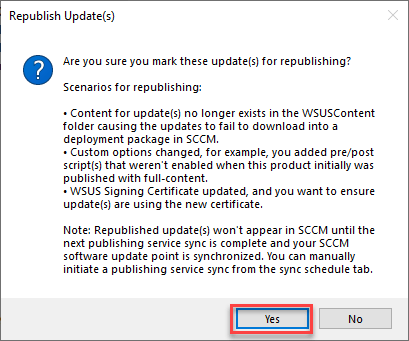 Republish Update(s)
Are you sure you mark these update(s) for republishing?
Scenarios for republishing:
• Content for update(s) no longer exists in the WSUSContent
folder causing the updates to fail to download into a
deployment package in SCCM.
• Custom options changed, for example, you added pre/post
script(s) that weren't enabled when this product initially was
published with full-content.
• WSUS Signing Certificate updated, and you want to ensure
update(s) are using the new certificate.
Note: Republished update(s) won't appear in SCCM until the
next publishing service sync is complete and your SCCM
software update point is synchronized. You can manually
initiate a publishing service sync from the sync schedule tab.
Yes No